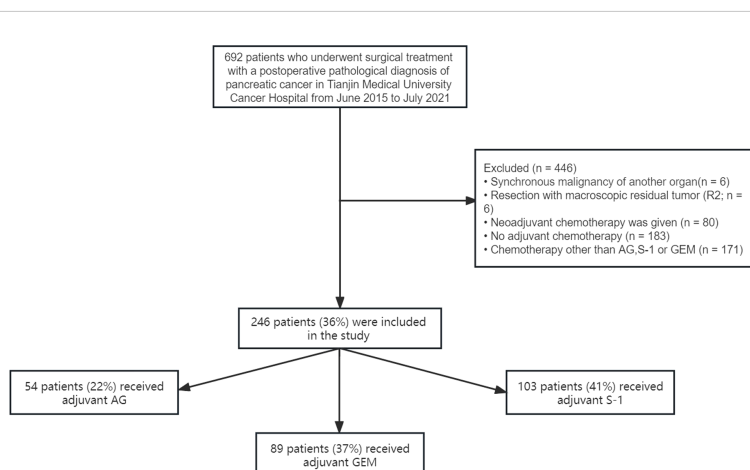 692 patients who underwent surgical treatment
with a postoperative pathological diagnosis of
pancreatic cancer in Tianjin Medical University
Cancer Hospital from June 2015 to July 2021
Excluded (n = 446)
• Synchronous malignancy of another organ(n = 6)
• Resection with macroscopic residual tumor (R2; n =
6)
• Neoadjuvant chemotherapy was given (n = 80)
• No adjuvant chemotherapy (n = 183)
• Chemotherapy other than AG,S-1 or GEM (n = 171)
246 patients (36%) were included
in the study
54 patients (22%) received
adjuvant AG
103 patients (41%) received
adjuvant S-1
89 patients (37%) received
adjuvant GEM